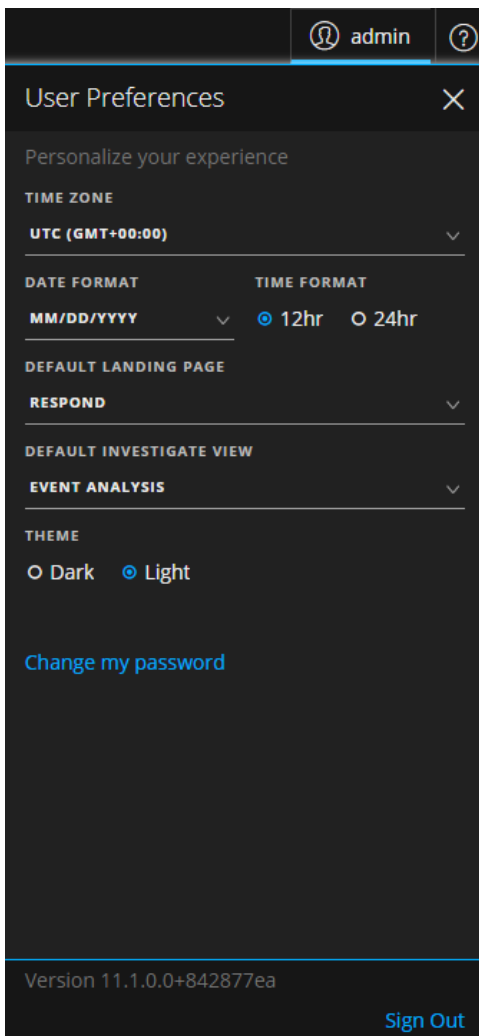 admin
User Preferences
Personalize your experience
TIME ZONE
UTC (GMT+00:00)
DATE FORMAT TIME FORMAT
MM/DD/YYYY 12hr 24hr
DEFAULT LANDING PAGE
RESPOND
DEFAULT INVESTIGATE VIEW
EVENT ANALYSIS
THEME
Dark Light
Change my password
Version 11.1.0.0+842877ea
Sign Out